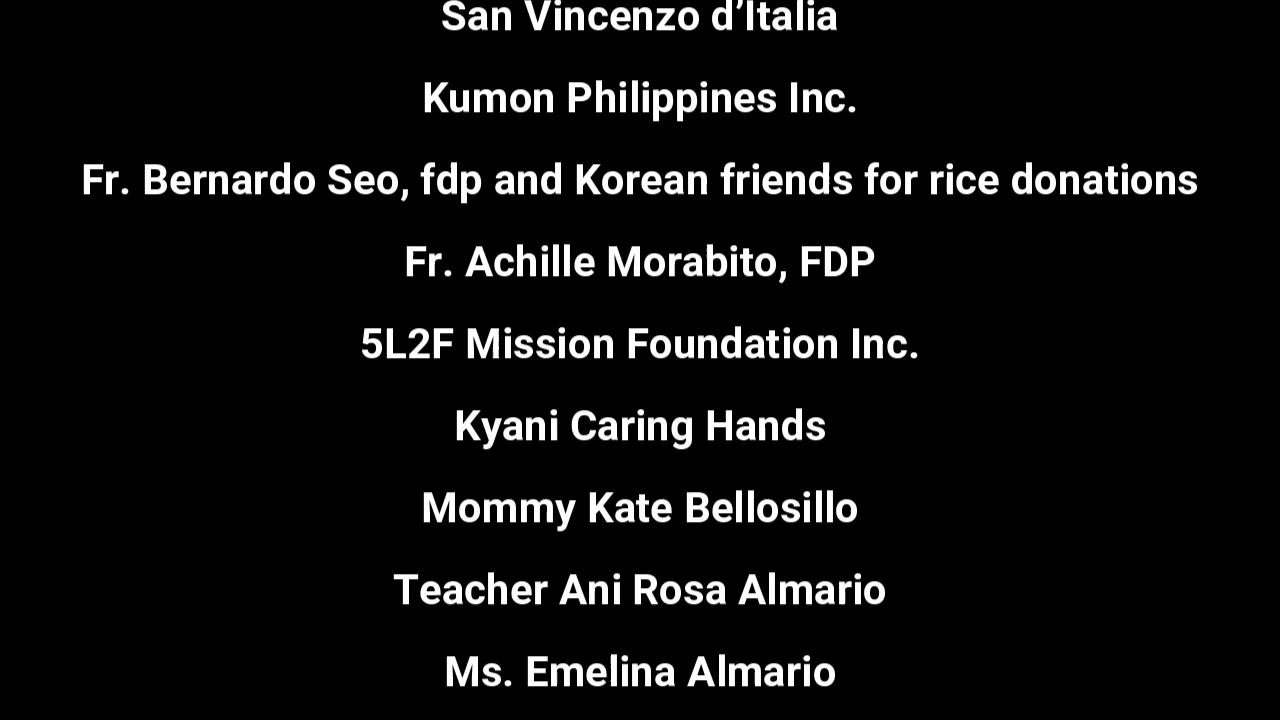 San Vincenzo d’Italia
Kumon Philippines Inc.
Fr. Bernardo Seo, fdp and Korean friends for rice donations
Fr. Achille Morabito, FDP
5L2F Mission Foundation Inc.
Kyani Caring Hands
Mommy Kate Bellosillo
Teacher Ani Rosa Almario
Ms. Emelina Almario